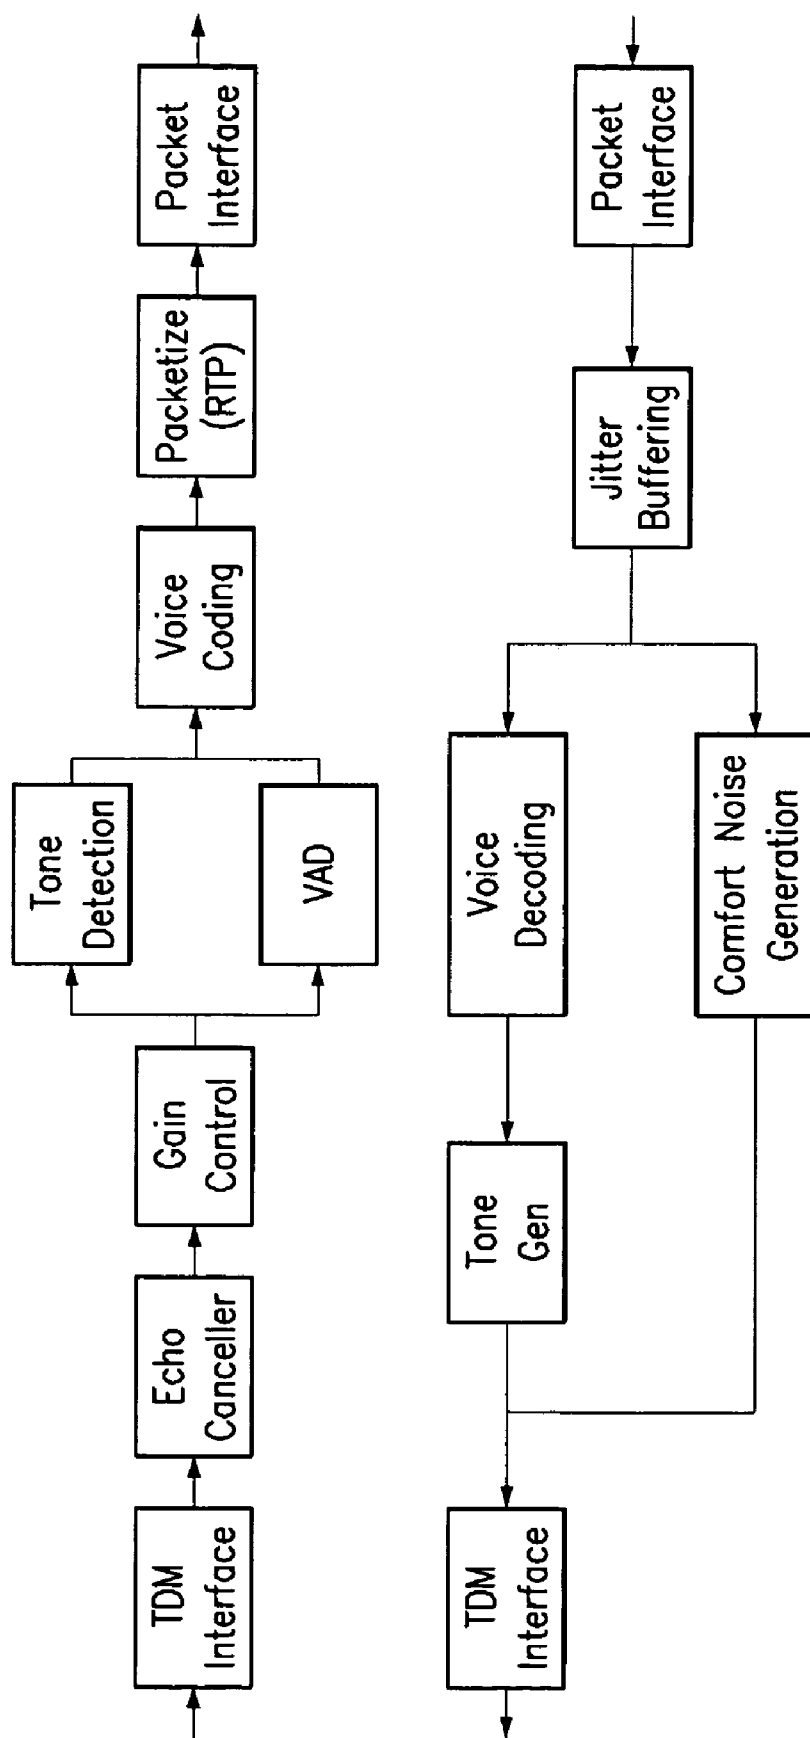 TDM
Interface
Echo
Canceller
Gain
Control
Tone
Detection
VAD
Voice
Coding
Packetize
(RTP)
Packet
Interface
TDM
Interface
Tone
Gen
Voice
Decoding
Comfort Noise
Generation
Jitter
Buffering
Packet
Interface